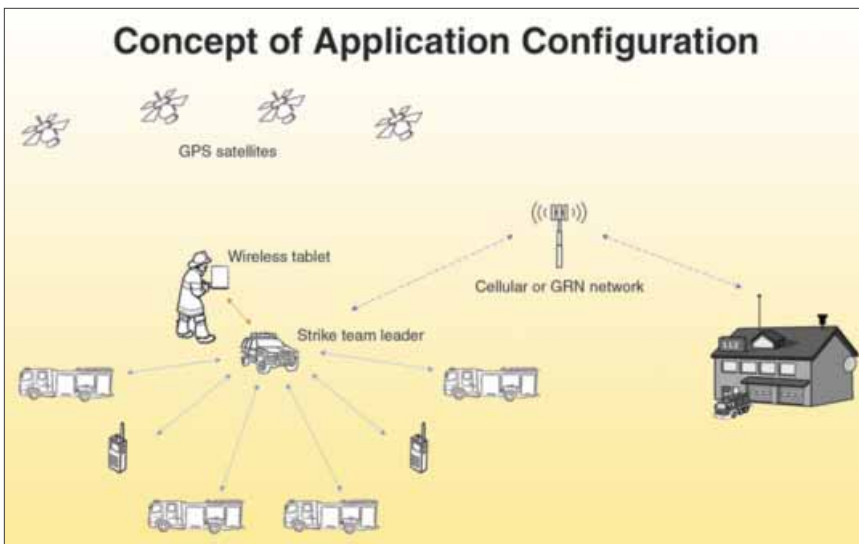 Concept of Application Configuration
GPS satellites
Wireless tablet
Cellular or GRN network
Strike team leader